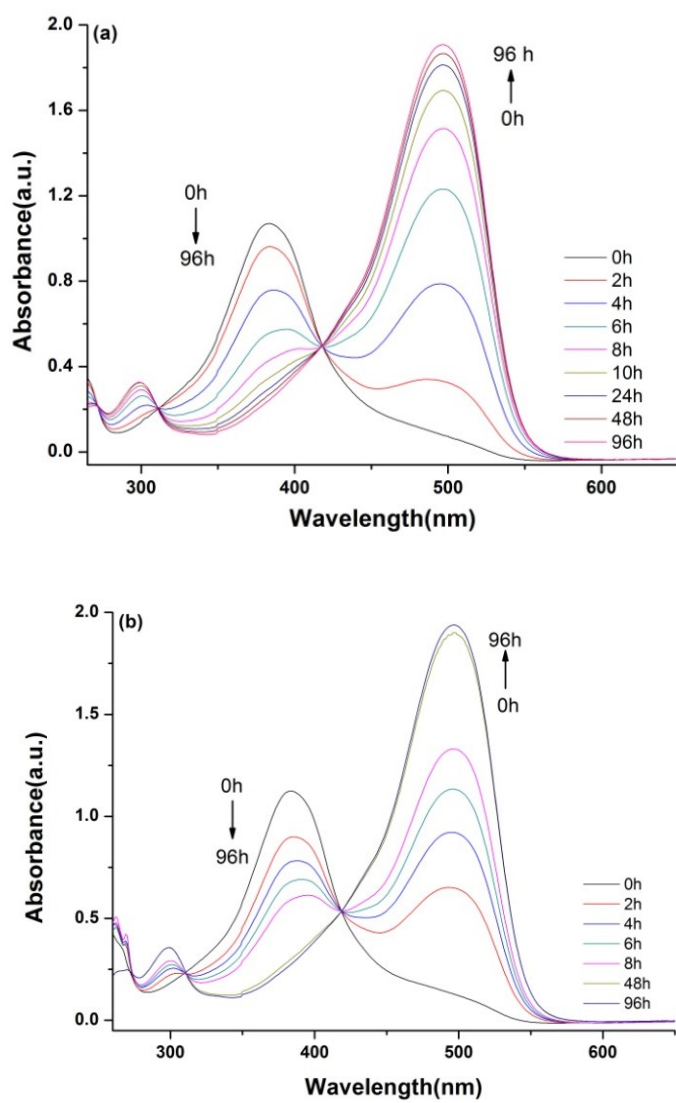 (a)
2.0
1.6
1.2
0.8
0.4
0.0
Absorbance(a.u.)
96 h
0h
0h
96h
0h
2h
4h
6h
8h
10h
24h
48h
96h
300
400
500
600
Wavelength(nm)
(b)
2.0
1.5
1.0
0.5
0.0
Absorbance(a.u.)
96h
0h
0h
96h
0h
2h
4h
6h
8h
48h
96h
300
400
500
600
Wavelength(nm)